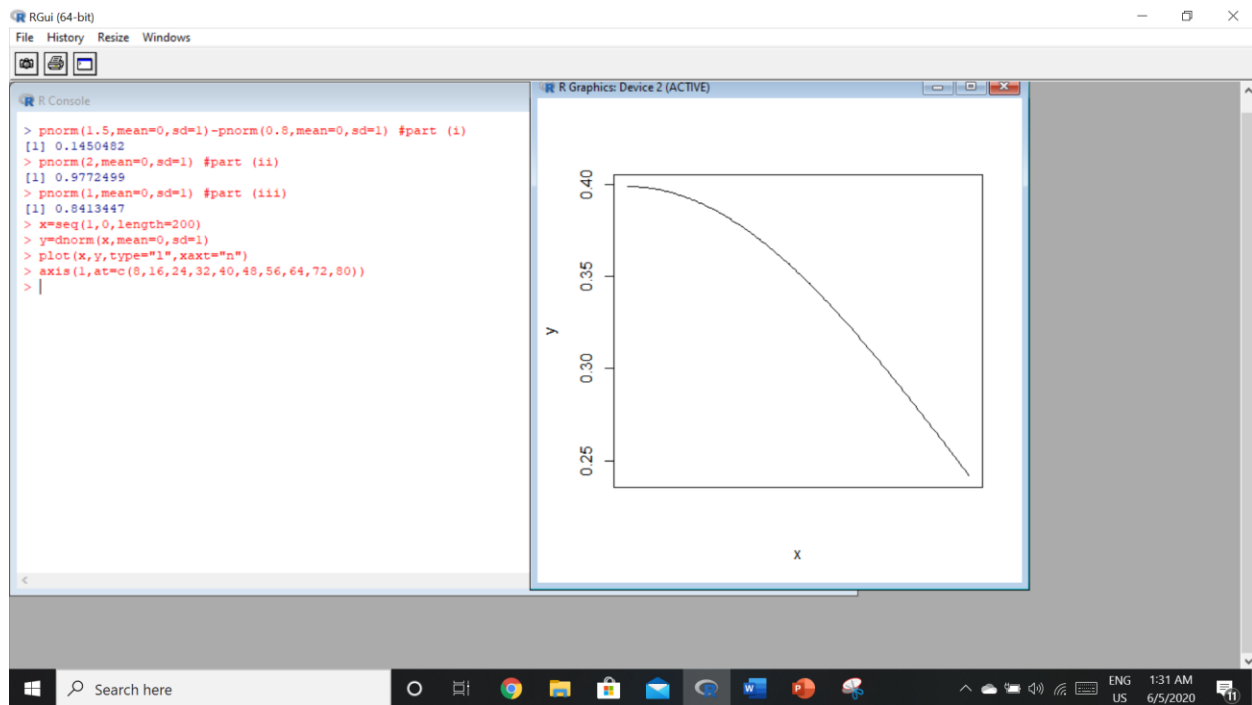 RGui (64-bit)
File History Resize Windows
R Console
> pnorm(1.5,mean=0,sd=1)-pnorm(0.8,mean=0,sd=1) #part (i)
[1] 0.1450482
> pnorm(2,mean=0,sd=1) #part (ii)
[1] 0.9772499
> pnorm(1,mean=0,sd=1) #part (iii)
[1] 0.8413447
> x=seq(1,0,length=200)
> y=dnorm(x,mean=0,sd=1)
> plot(x,y,type="l",xaxt="n")
> axis(1,at=c(8,16,24,32,40,48,56,64,72,80))
>
R Graphics: Device 2 (ACTIVE)
0.40
0.35
0.30
0.25
y
x
Search here
ENG
US
1:31 AM
6/5/2020
11